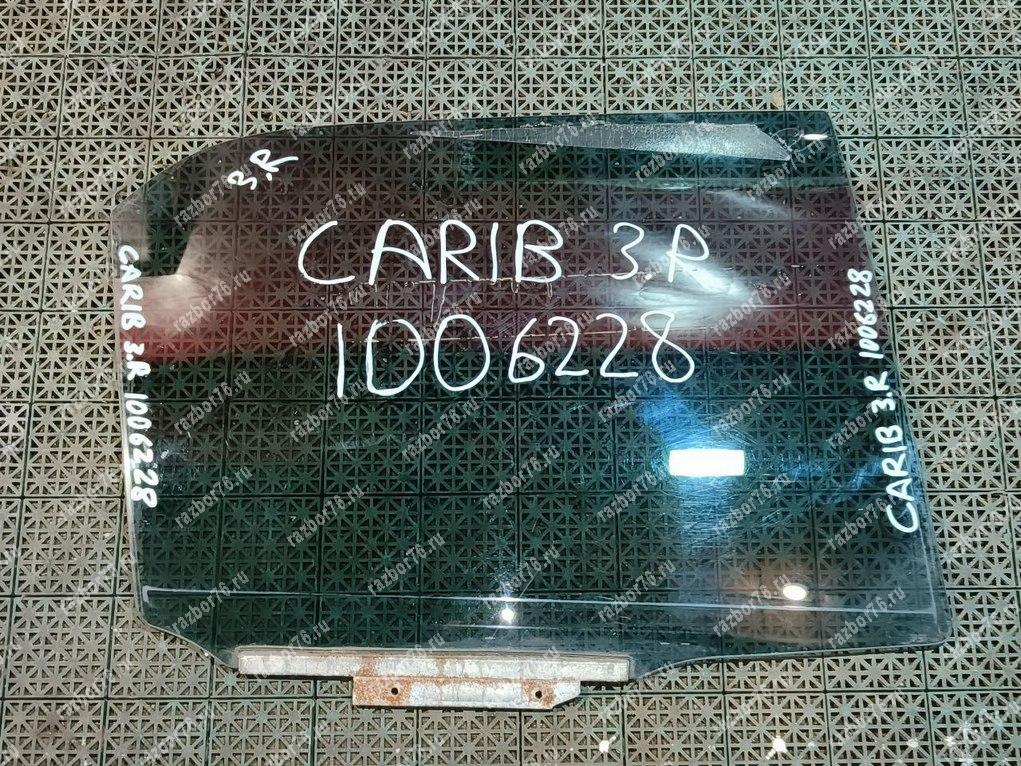 3.R
CARIB 3.P
1006228
CARIB 3.R 1006228
CARIB 3.R 1006228
razbor76.ru